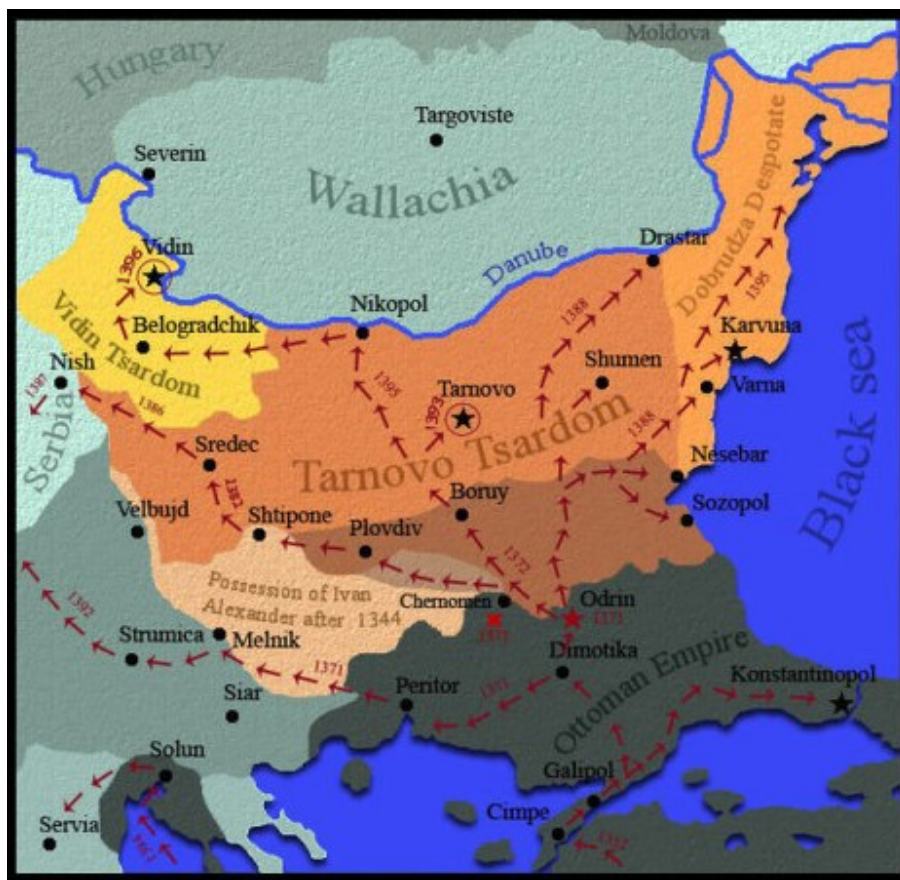 Moldova
Hungary
Targoviste
Severin
Wallachia
Dobrudza Despotate
Vidin
1396
Drastar
Danube
1388
1395
Nikopol
Karvuna
Vidin Tsardom
Belogradchik
Nish
Shumen
Varna
1395
Tarnovo
1393
1386
Serbia
Sredec
Tarnovo Tsardom
1388
Black sea
Nesebar
Boruy
Sozopol
1382
Velbujd
Shtipone
Plovdiv
1372
Possession of Ivan
Alexander after 1344
Chernomen
Odrin
1371
1371
1392
Strumica
Melnik
Dimotika
1371
Ottoman Empire
Konstantinopol
Peritor
Siar
Solun
Galipol
Cimpe
Servia
1352